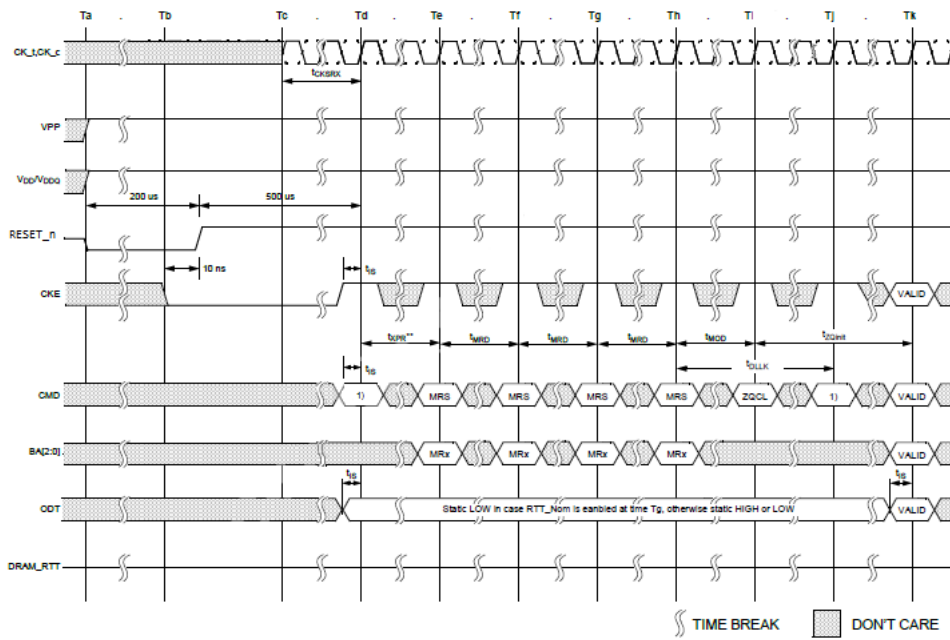 Ta . Tb Tc . Td . Te . Tf . Tg . Th . Ti . Tj . Tk
CK_t,CK_c
tCKSRX
VPP
VDD/VDDQ
200 us 500 us
RESET_n
10 ns tIS
CKE VALID
tXPR** tMRD tMRD tMRD tMOD tZQinit
tIS tDLLK
CMD 1) MRS MRS MRS MRS ZQCL 1) VALID
BA[2:0] MRx MRx MRx MRx VALID
tIS tIS
ODT Static LOW in case RTT_Nom is eanbled at time Tg, otherwise static HIGH or LOW VALID
DRAM_RTT
TIME BREAK DON'T CARE